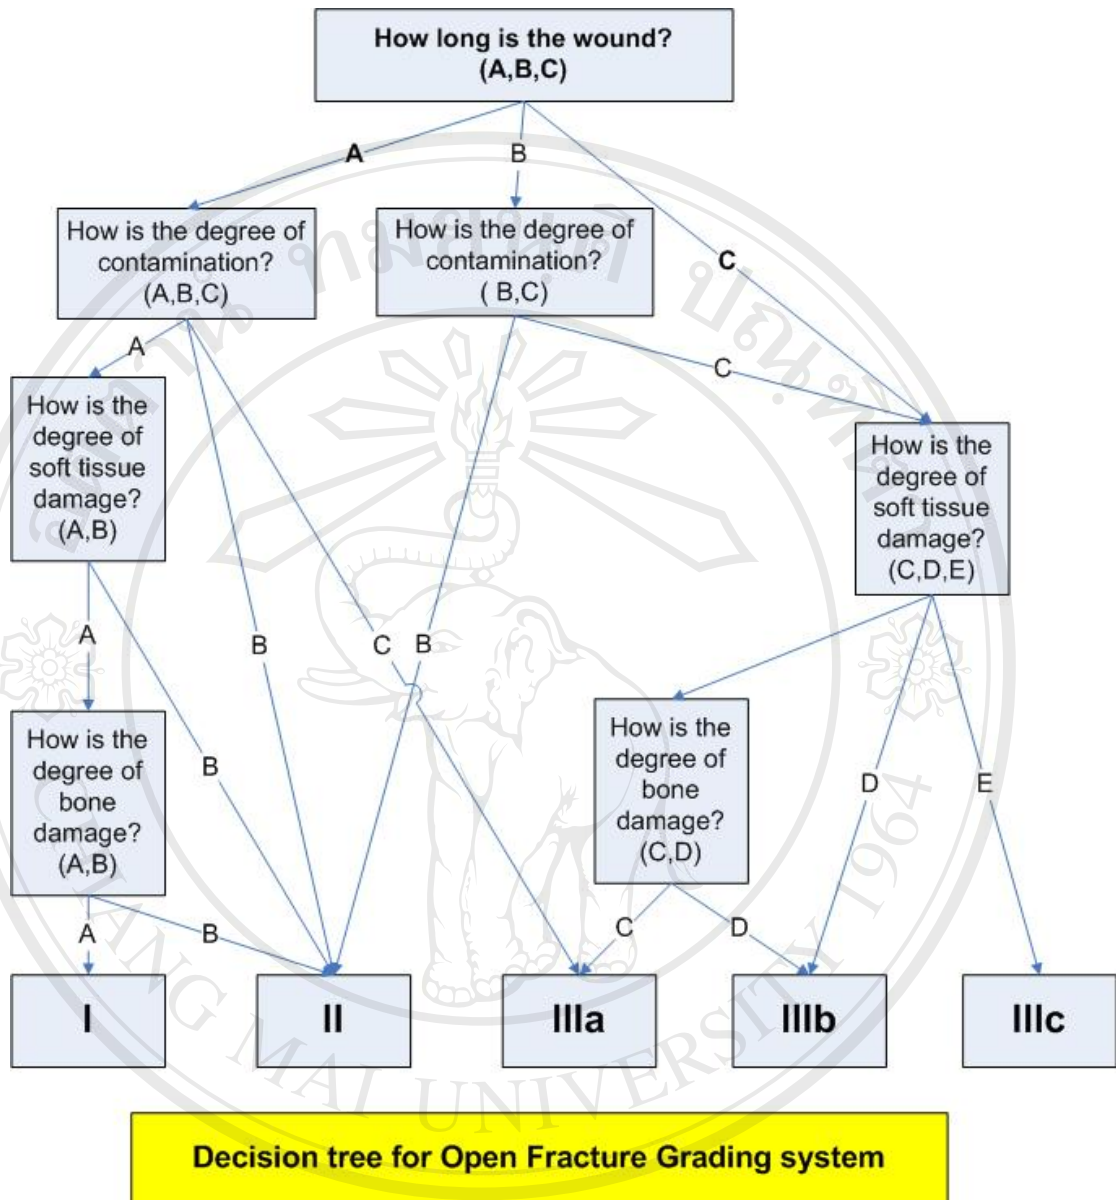 How long is the wound?
(A,B,C)
A
B
C
How is the degree of
contamination?
(A,B,C)
How is the degree of
contamination?
( B,C)
A
B
C
B
C
How is the
degree of
soft tissue
damage?
(A,B)
How is the
degree of
soft tissue
damage?
(C,D,E)
A
B
D
E
How is the
degree of
bone
damage?
(A,B)
How is the
degree of
bone
damage?
(C,D)
A
B
C
D
I
II
IIIa
IIIb
IIIc
MAI UNIVERSITY 1964
Decision tree for Open Fracture Grading system